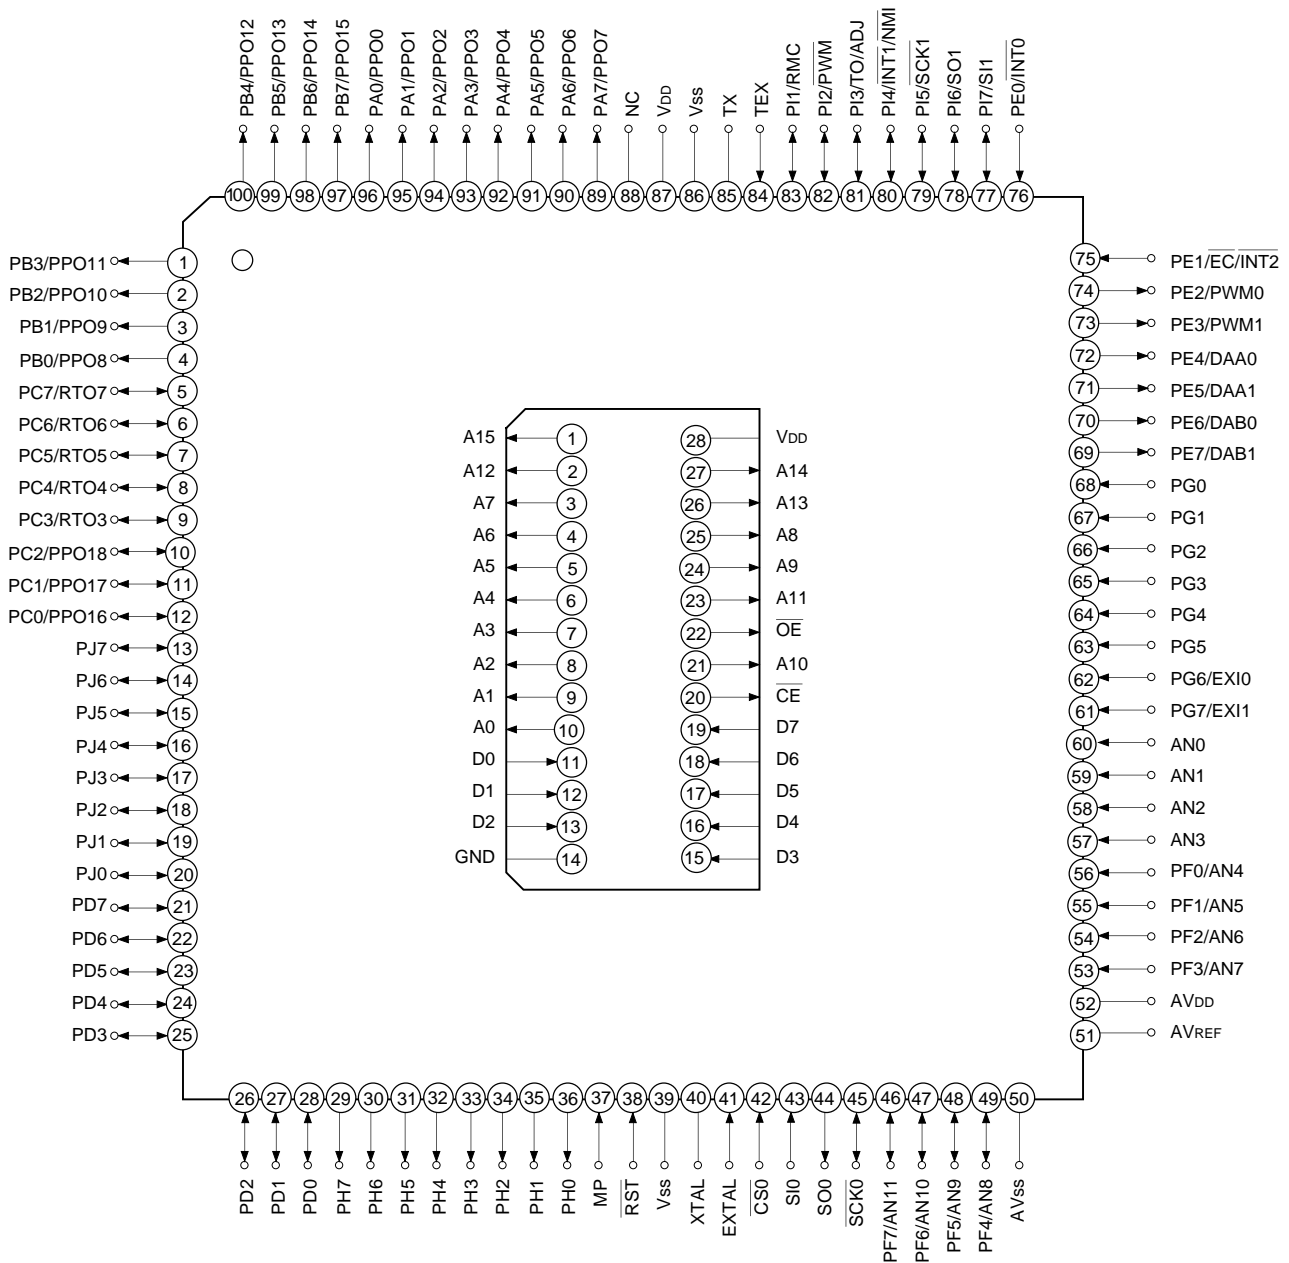 PB4/PPO12
PB5/PPO13
PB6/PPO14
PB7/PPO15
PA0/PPO0
PA1/PPO1
PA2/PPO2
PA3/PPO3
PA4/PPO4
PA5/PPO5
PA6/PPO6
PA7/PPO7
NC
VDD
Vss
TX
TEX
PI1/RMC
PI2/PWM
PI3/TO/ADJ
PI4/INT1/NMI
PI5/SCK1
PI6/SO1
PI7/SI1
PE0/INT0
100 99 98 97 96 95 94 93 92 91 90 89 88 87 86 85 84 83 82 81 80 79 78 77 76
PB3/PPO11 1
PB2/PPO10 2
PB1/PPO9 3
PB0/PPO8 4
PC7/RTO7 5
PC6/RTO6 6
PC5/RTO5 7
PC4/RTO4 8
PC3/RTO3 9
PC2/PPO18 10
PC1/PPO17 11
PC0/PPO16 12
PJ7 13
PJ6 14
PJ5 15
PJ4 16
PJ3 17
PJ2 18
PJ1 19
PJ0 20
PD7 21
PD6 22
PD5 23
PD4 24
PD3 25
A15 1
A12 2
A7 3
A6 4
A5 5
A4 6
A3 7
A2 8
A1 9
A0 10
D0 11
D1 12
D2 13
GND 14
28 VDD
27 A14
26 A13
25 A8
24 A9
23 A11
22 OE
21 A10
20 CE
19 D7
18 D6
17 D5
16 D4
15 D3
75 PE1/EC/INT2
74 PE2/PWM0
73 PE3/PWM1
72 PE4/DAA0
71 PE5/DAA1
70 PE6/DAB0
69 PE7/DAB1
68 PG0
67 PG1
66 PG2
65 PG3
64 PG4
63 PG5
62 PG6/EXI0
61 PG7/EXI1
60 AN0
59 AN1
58 AN2
57 AN3
56 PF0/AN4
55 PF1/AN5
54 PF2/AN6
53 PF3/AN7
52 AVDD
51 AVREF
26 27 28 29 30 31 32 33 34 35 36 37 38 39 40 41 42 43 44 45 46 47 48 49 50
PD2
PD1
PD0
PH7
PH6
PH5
PH4
PH3
PH2
PH1
PH0
MP
RST
Vss
XTAL
EXTAL
CS0
SI0
SO0
SCK0
PF7/AN11
PF6/AN10
PF5/AN9
PF4/AN8
AVss